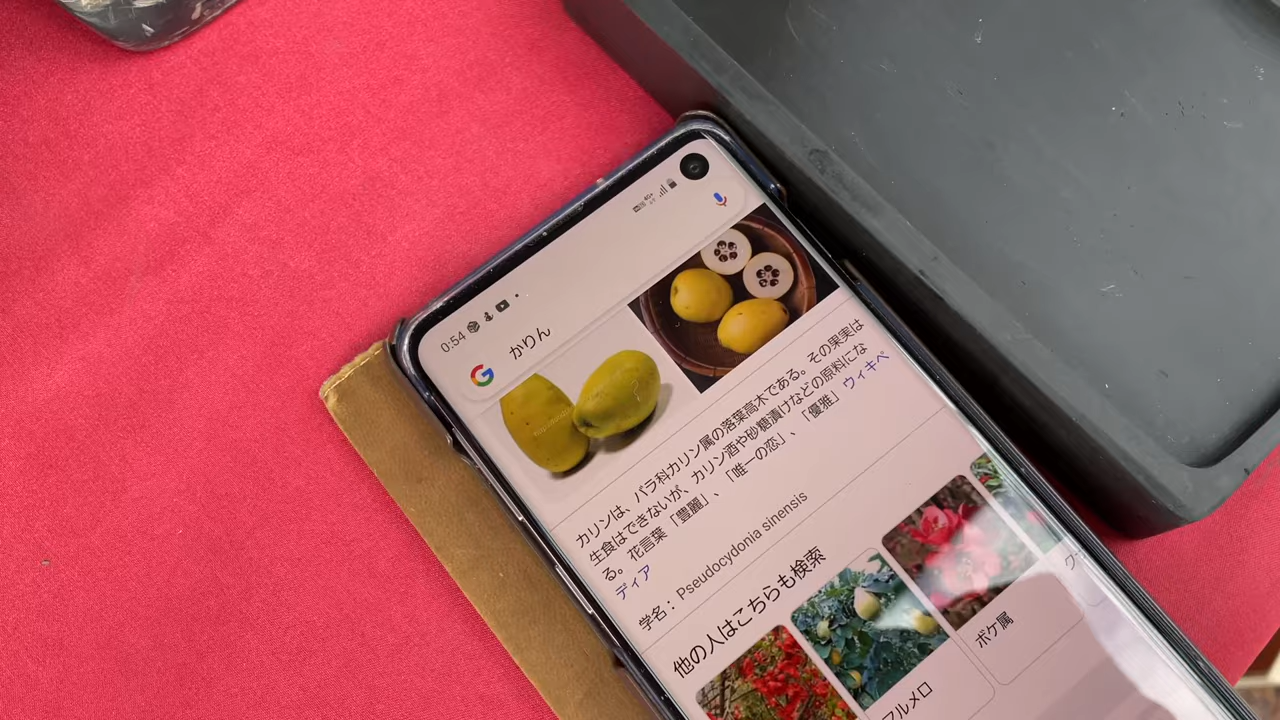 0:54
かりん
カリンは、バラ科カリン属の落葉高木である。その果実は
生食はできないが、カリン酒や砂糖漬けなどの原料にな
る。 花言葉 「豊麗」、「唯一の恋」、「優雅」 ウィキペ
ディア
学名： Pseudocydonia sinensis
他の人はこちらも検索
マルメロ
ボケ属